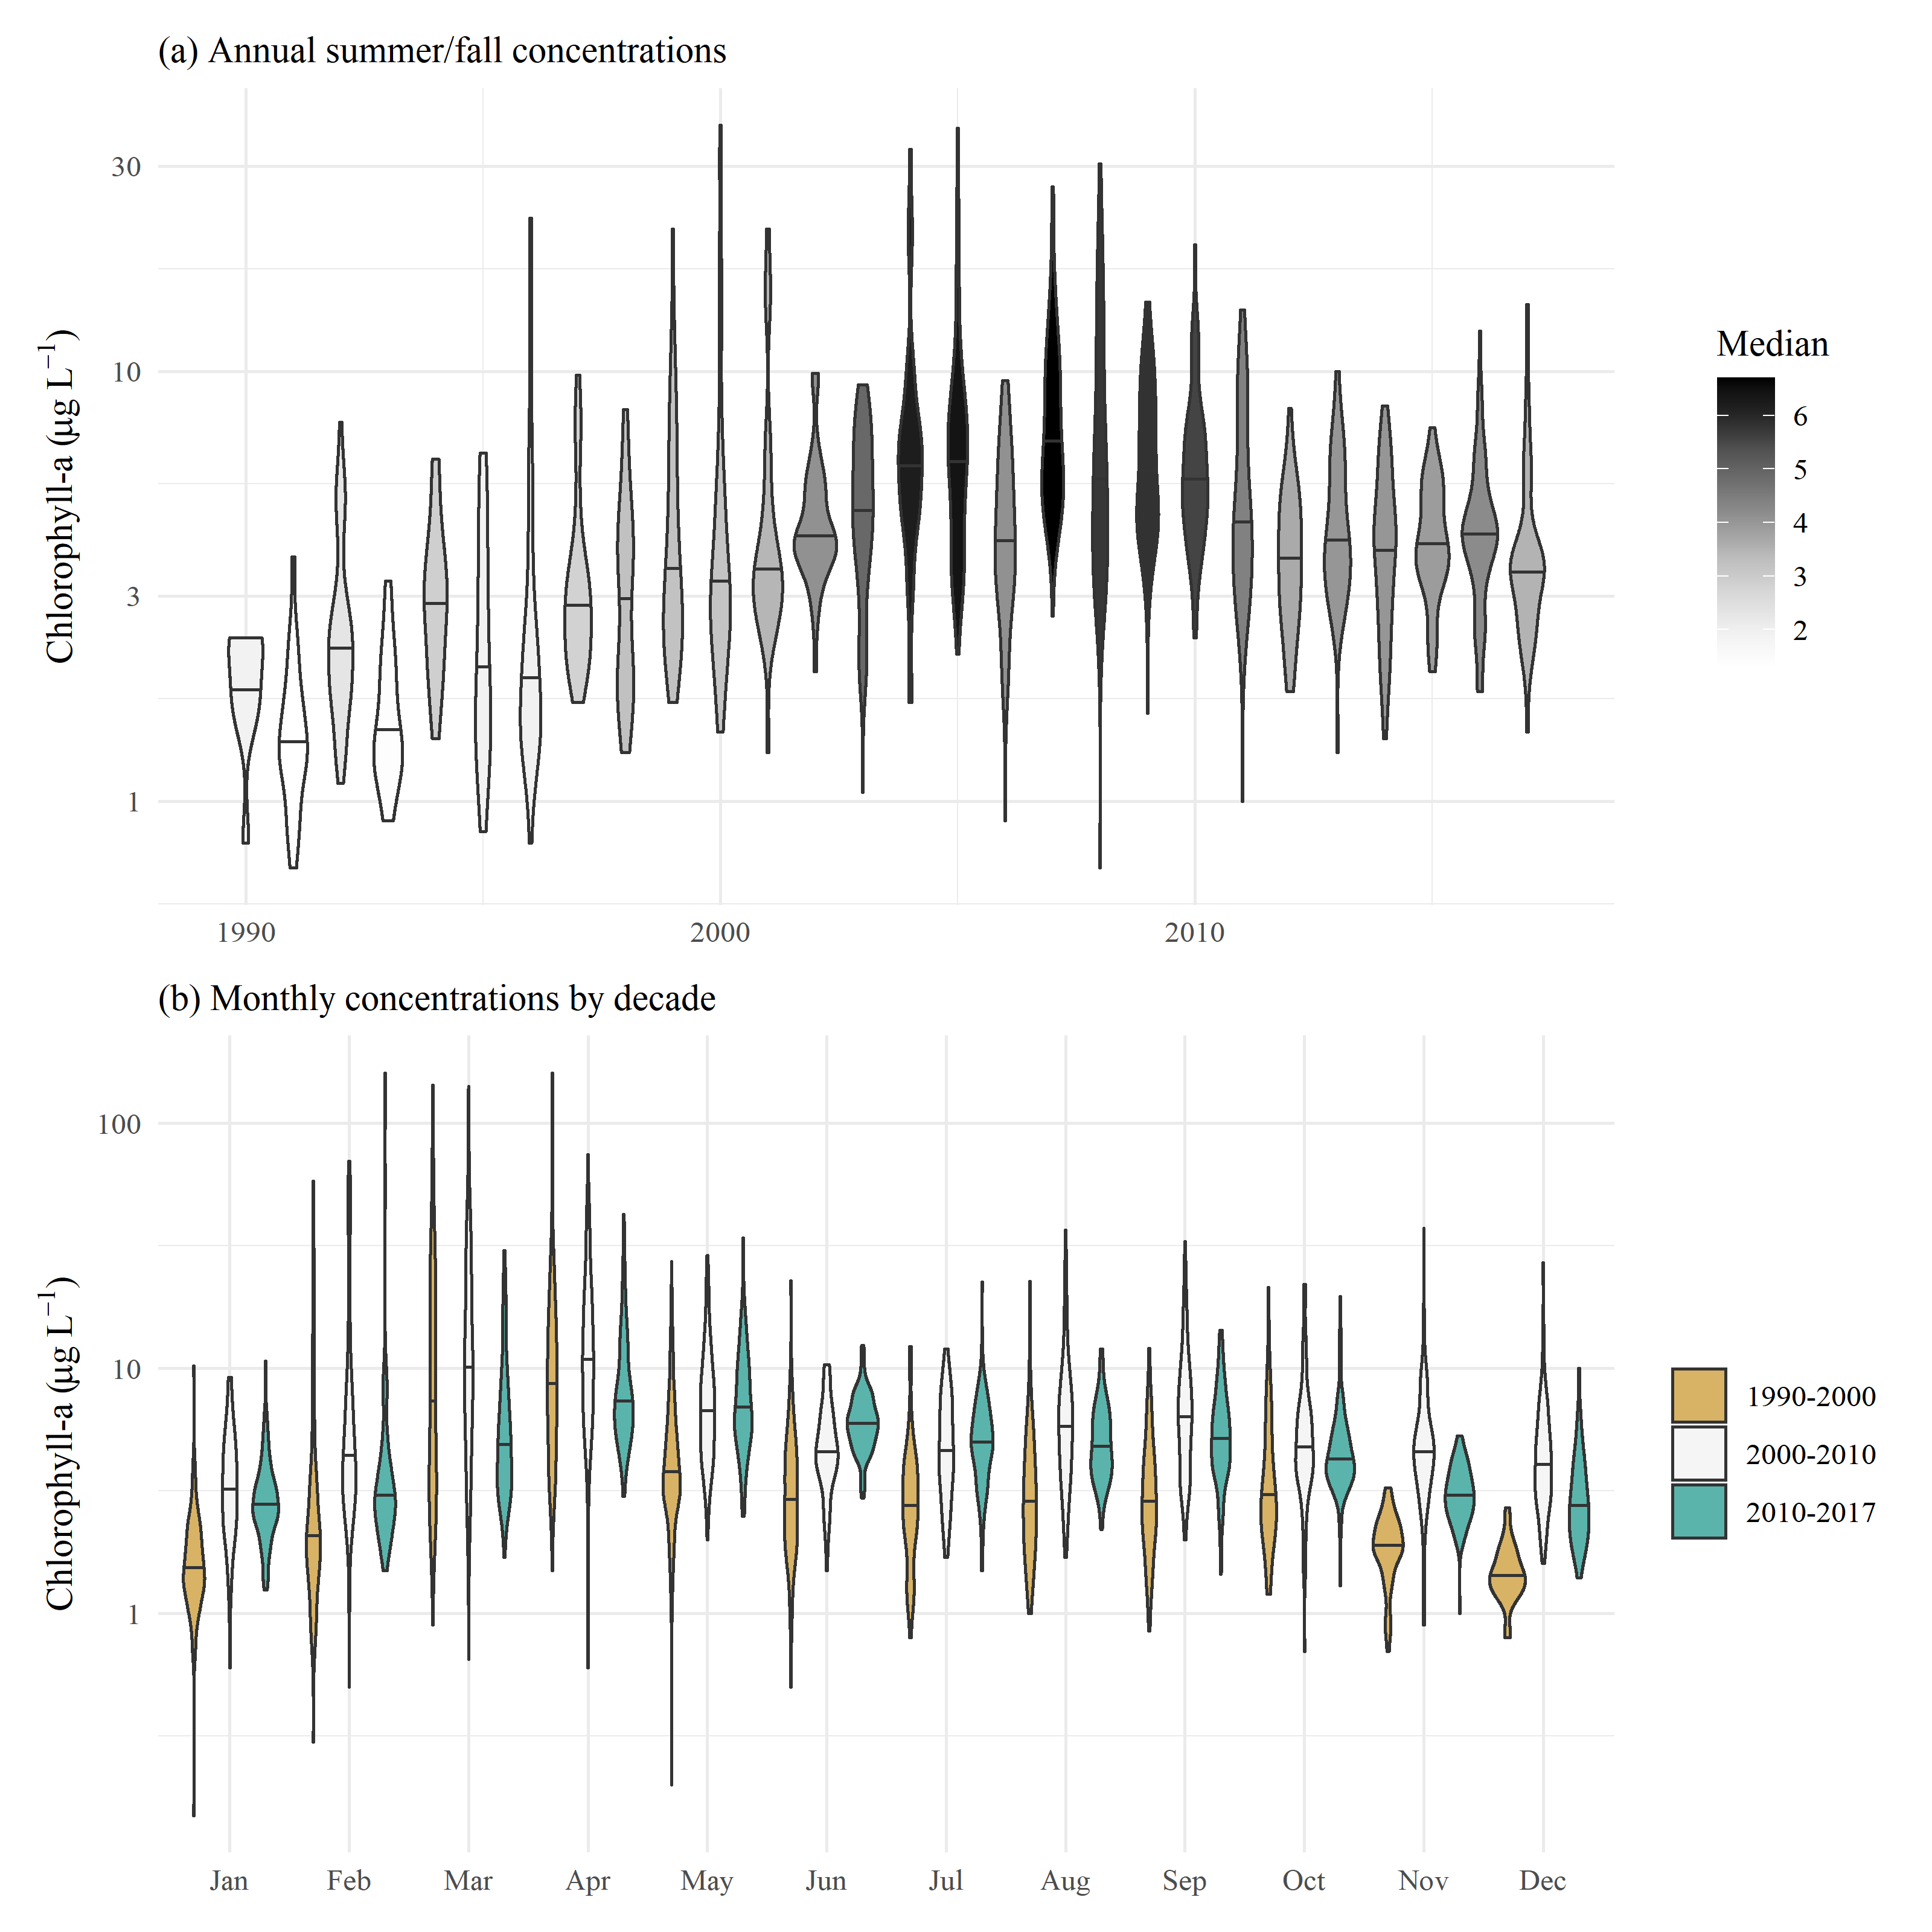 (a) Annual summer/fall concentrations
Chlorophyll-a (μg L⁻¹)
30
10
3
1
1990
2000
2010
Median
6
5
4
3
2
(b) Monthly concentrations by decade
Chlorophyll-a (μg L⁻¹)
100
10
1
Jan
Feb
Mar
Apr
May
Jun
Jul
Aug
Sep
Oct
Nov
Dec
1990-2000
2000-2010
2010-2017